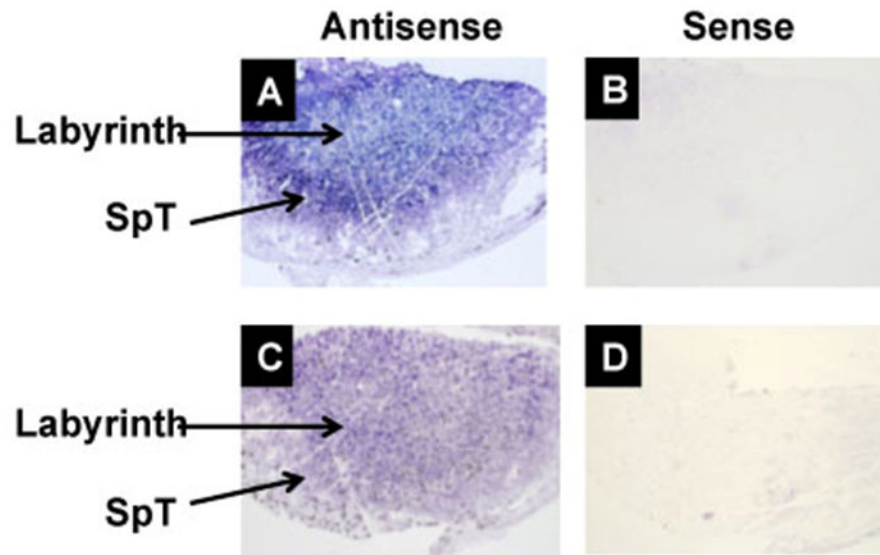 Antisense Sense
A B
Labyrinth
SpT
C D
Labyrinth
SpT